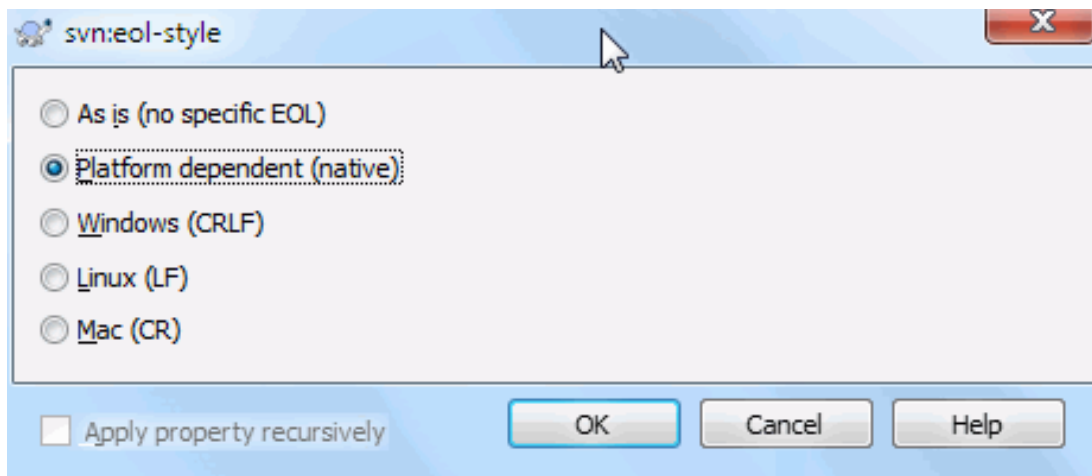 svn:eol-style
As is (no specific EOL)
Platform dependent (native)
Windows (CRLF)
Linux (LF)
Mac (CR)
Apply property recursively
OK
Cancel
Help